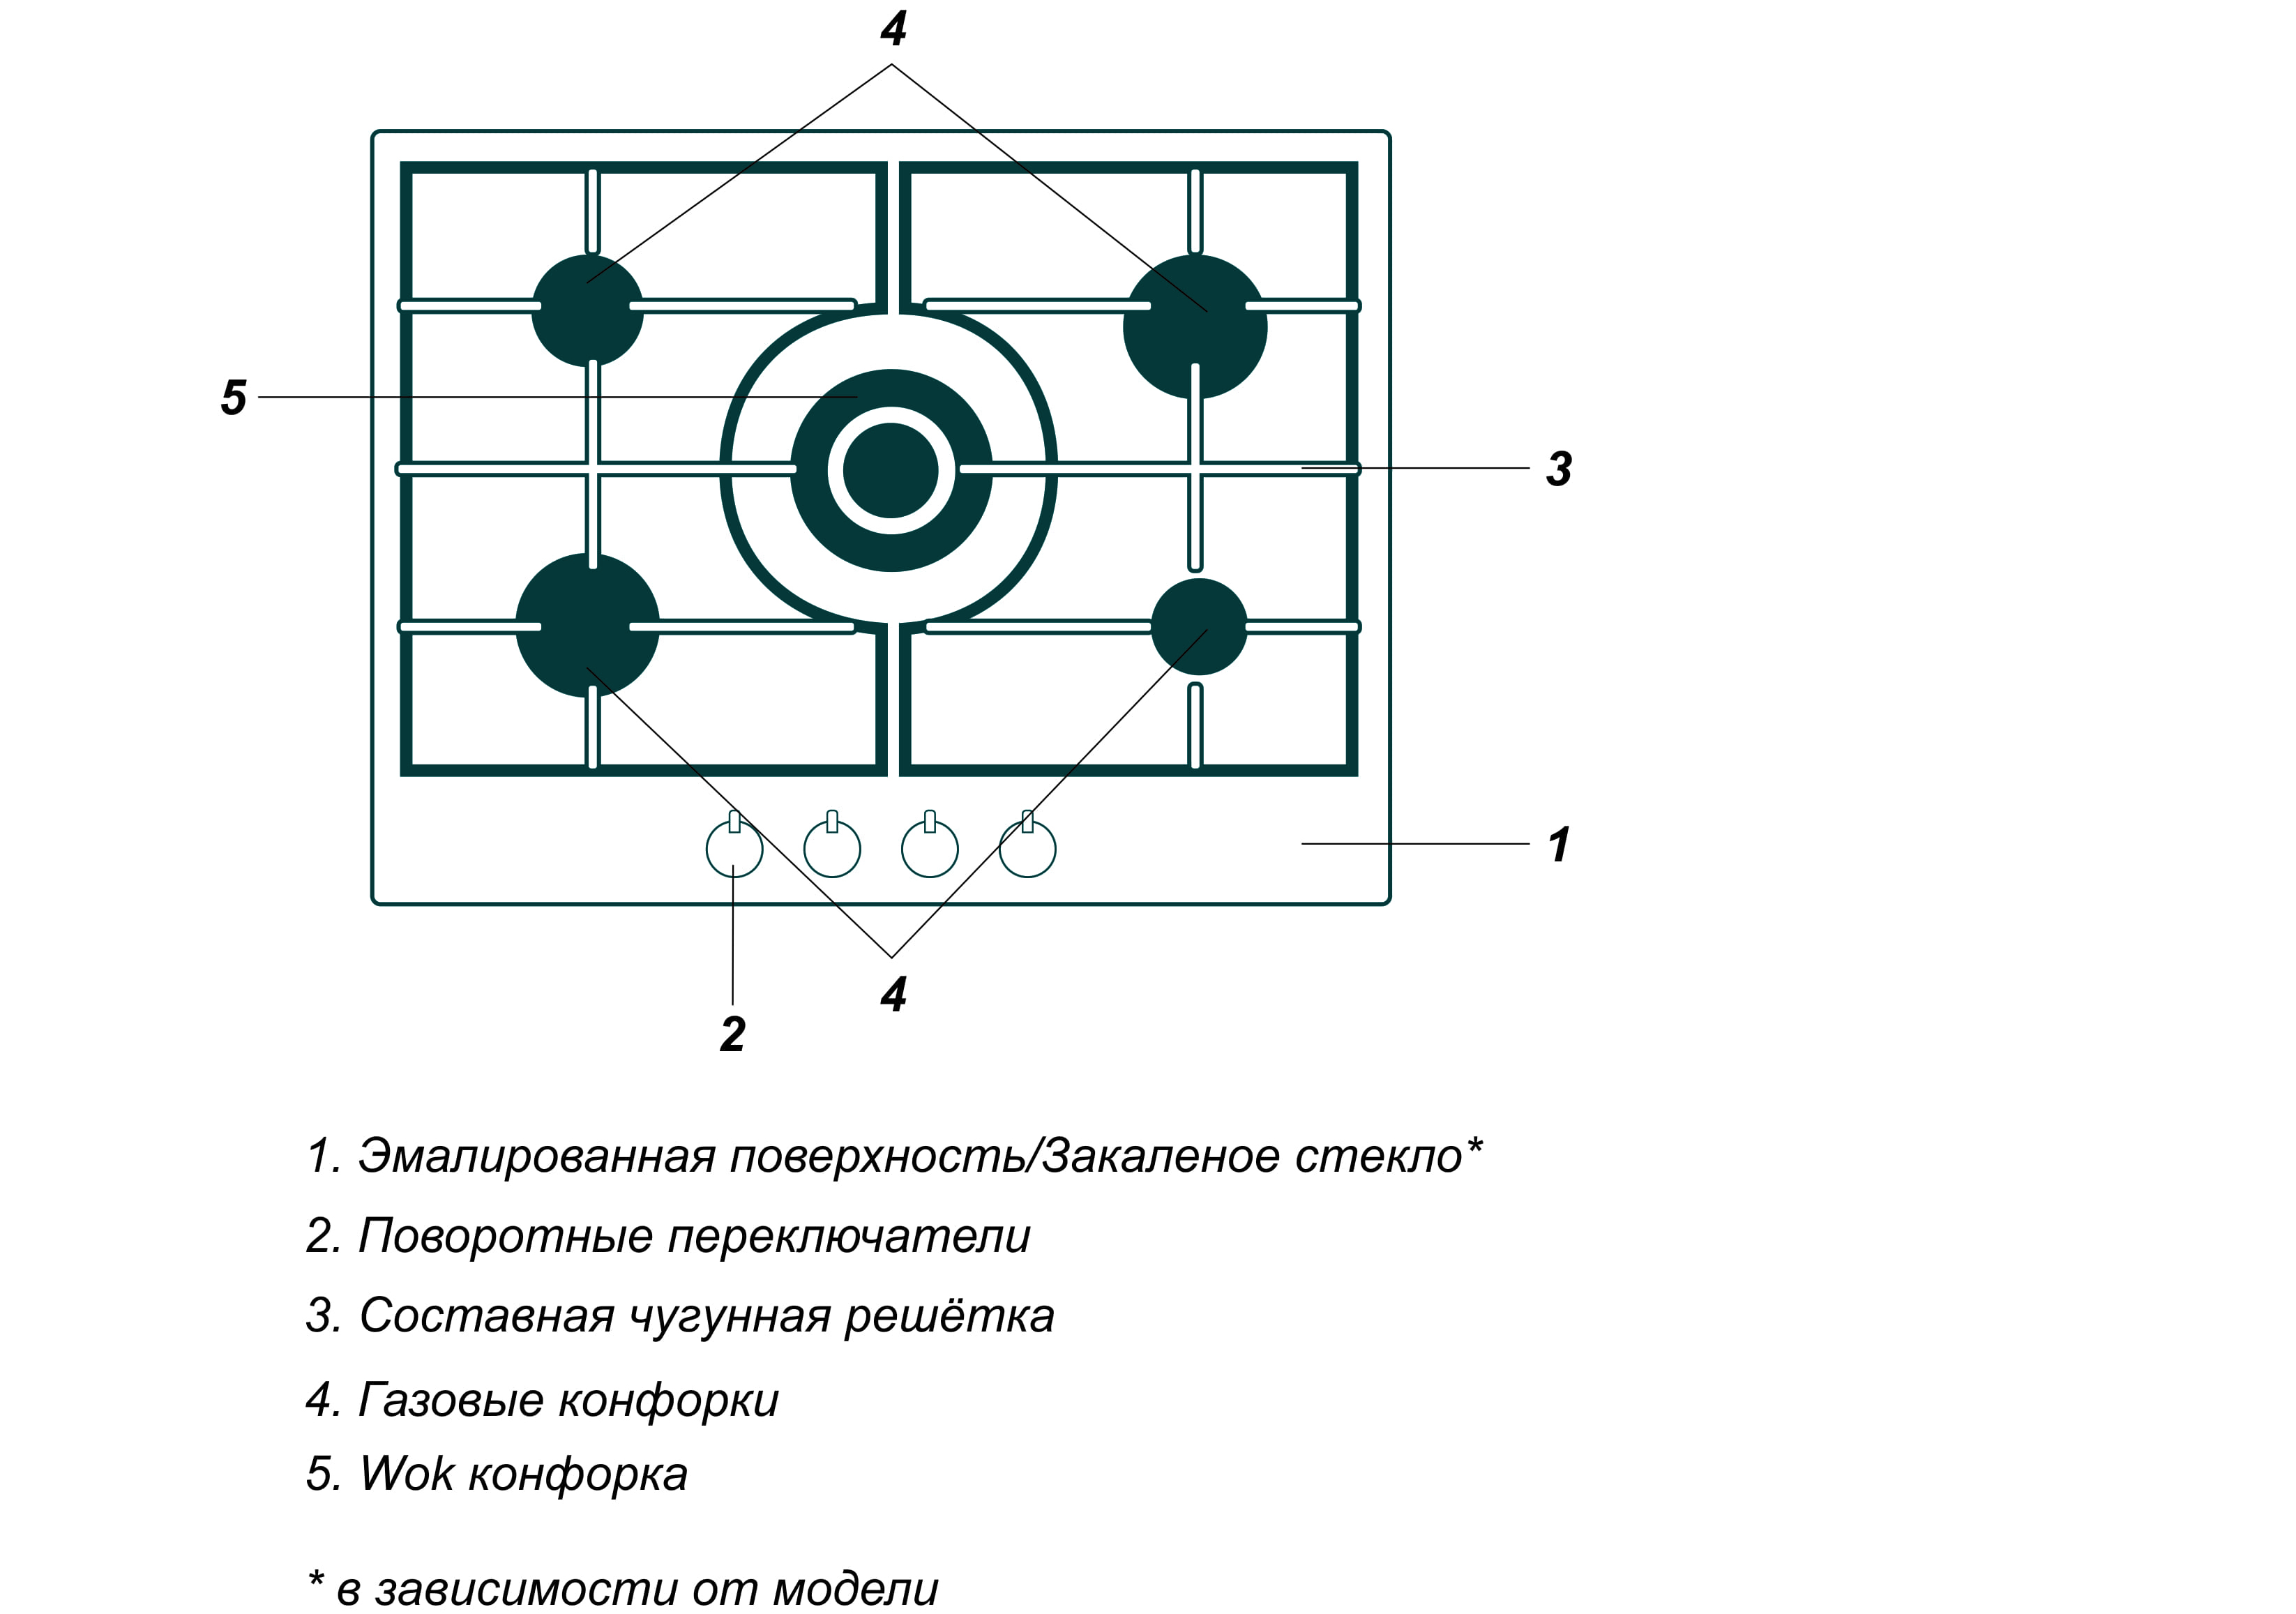 4
5
3
1
4
2
1. Эмалированная поверхность/Закаленое стекло*
2. Поворотные переключатели
3. Составная чугунная решётка
4. Газовые конфорки
5. Wok конфорка
* в зависимости от модели